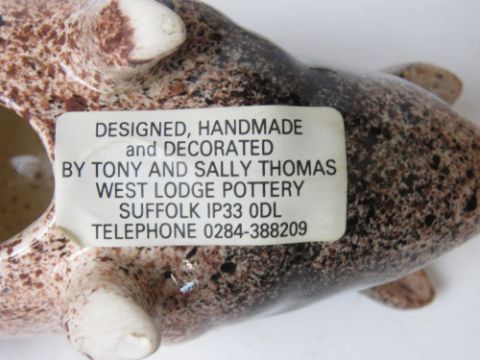 DESIGNED, HANDMADE
and DECORATED
BY TONY AND SALLY THOMAS
WEST LODGE POTTERY
SUFFOLK IP33 0DL
TELEPHONE 0284-388209